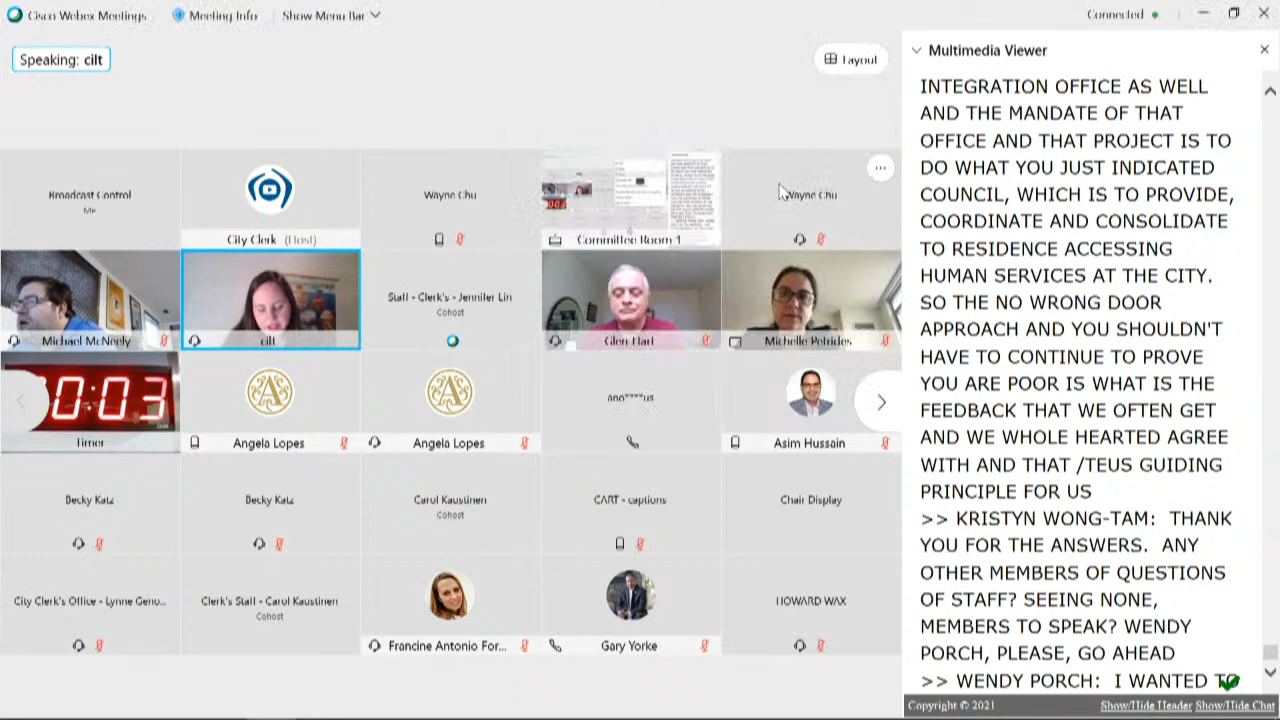 Cisco Webex Meetings
Meeting Info
Show Menu Bar
Connected
Speaking: cilt
Layout
Multimedia Viewer
Broadcast Control
Me
City Clerk (Host)
Wayne Chu
Committee Room 1
Wayne Chu
Michael McNeely
cilt
Staff - Clerk's - Jennifer Lin
Cohost
Glen Hart
Michelle Petrides
0:03
Timer
Angela Lopes
Angela Lopes
ano****us
Asim Hussain
Becky Katz
Becky Katz
Carol Kaustinen
Cohost
CART - captions
Chair Display
City Clerk's Office - Lynne Geno...
Clerk's Staff - Carol Kaustinen
Cohost
Francine Antonio For...
Gary Yorke
HOWARD WAX
INTEGRATION OFFICE AS WELL
AND THE MANDATE OF THAT
OFFICE AND THAT PROJECT IS TO
DO WHAT YOU JUST INDICATED
COUNCIL, WHICH IS TO PROVIDE,
COORDINATE AND CONSOLIDATE
TO RESIDENCE ACCESSING
HUMAN SERVICES AT THE CITY.
SO THE NO WRONG DOOR
APPROACH AND YOU SHOULDN'T
HAVE TO CONTINUE TO PROVE
YOU ARE POOR IS WHAT IS THE
FEEDBACK THAT WE OFTEN GET
AND WE WHOLE HEARTED AGREE
WITH AND THAT /TEUS GUIDING
PRINCIPLE FOR US
>> KRISTYN WONG-TAM: THANK
YOU FOR THE ANSWERS. ANY
OTHER MEMBERS OF QUESTIONS
OF STAFF? SEEING NONE,
MEMBERS TO SPEAK? WENDY
PORCH, PLEASE, GO AHEAD
>> WENDY PORCH: I WANTED TO
Copyright © 2021
Show/Hide Header Show/Hide Chat